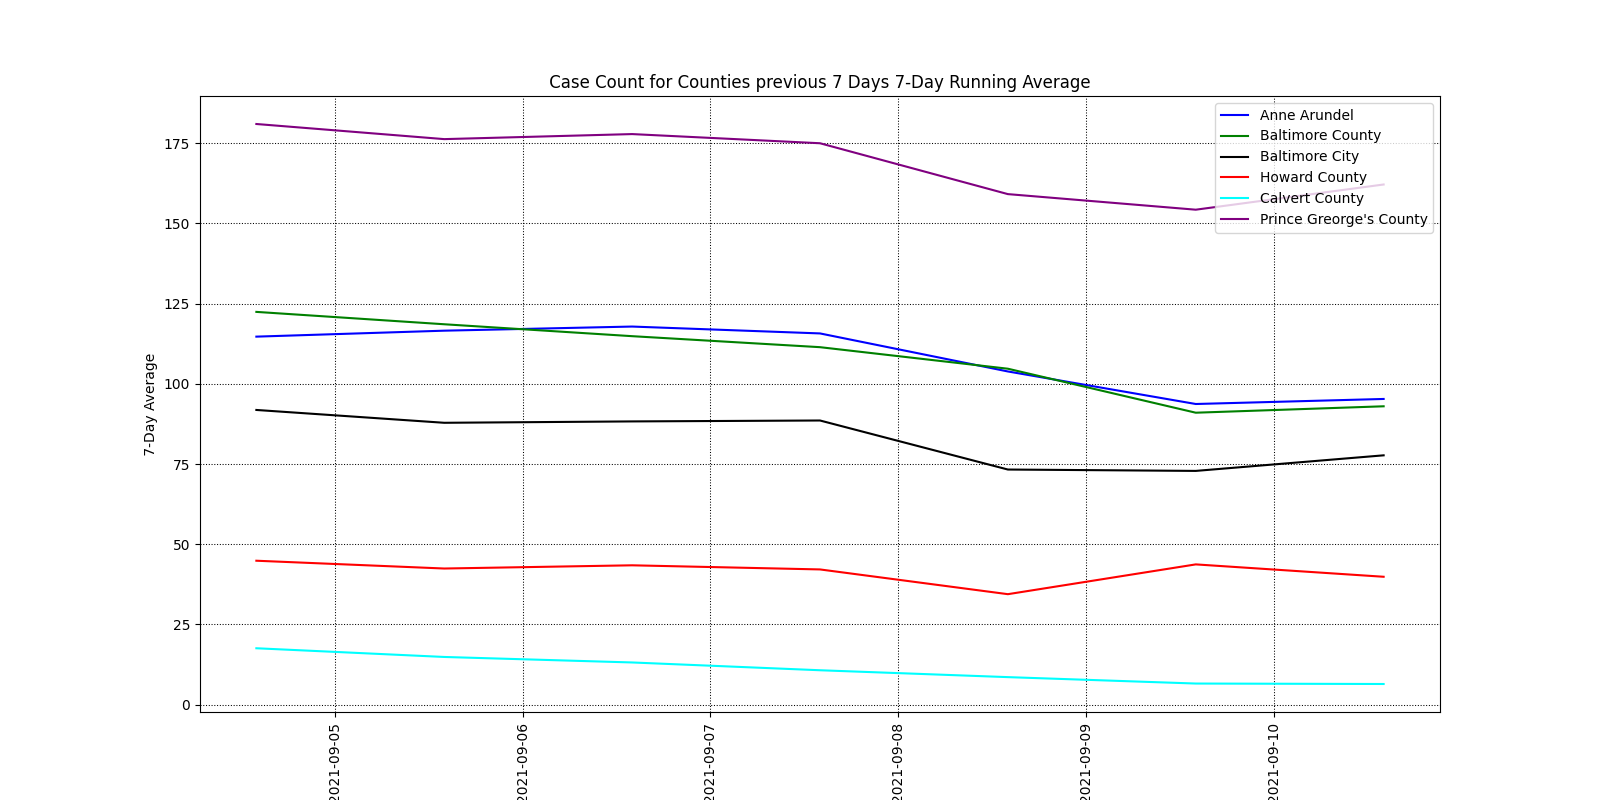 Case Count for Counties previous 7 Days 7-Day Running Average
Anne Arundel
Baltimore County
Baltimore City
Howard County
Calvert County
Prince Greorge's County
7-Day Average
175
150
125
100
75
50
25
0
2021-09-05
2021-09-06
2021-09-07
2021-09-08
2021-09-09
2021-09-10